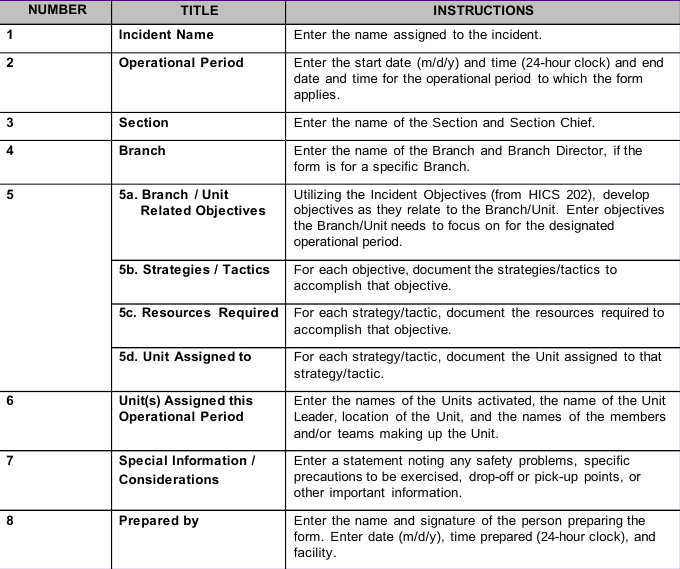 NUMBER TITLE INSTRUCTIONS
1 Incident Name Enter the name assigned to the incident.
2 Operational Period Enter the start date (m/d/y) and time (24-hour clock) and end
date and time for the operational period to which the form
applies.
3 Section Enter the name of the Section and Section Chief.
4 Branch Enter the name of the Branch and Branch Director, if the
form is for a specific Branch.
5 5a. Branch / Unit Utilizing the Incident Objectives (from HICS 202), develop
Related Objectives objectives as they relate to the Branch/Unit. Enter objectives
the Branch/Unit needs to focus on for the designated
operational period.
5b. Strategies / Tactics For each objective, document the strategies/tactics to
accomplish that objective.
5c. Resources Required For each strategy/tactic, document the resources required to
accomplish that objective.
5d. Unit Assigned to For each strategy/tactic, document the Unit assigned to that
strategy/tactic.
6 Unit(s) Assigned this Enter the names of the Units activated, the name of the Unit
Operational Period Leader, location of the Unit, and the names of the members
and/or teams making up the Unit.
7 Special Information / Enter a statement noting any safety problems, specific
Considerations precautions to be exercised, drop-off or pick-up points, or
other important information.
8 Prepared by Enter the name and signature of the person preparing the
form. Enter date (m/d/y), time prepared (24-hour clock), and
facility.